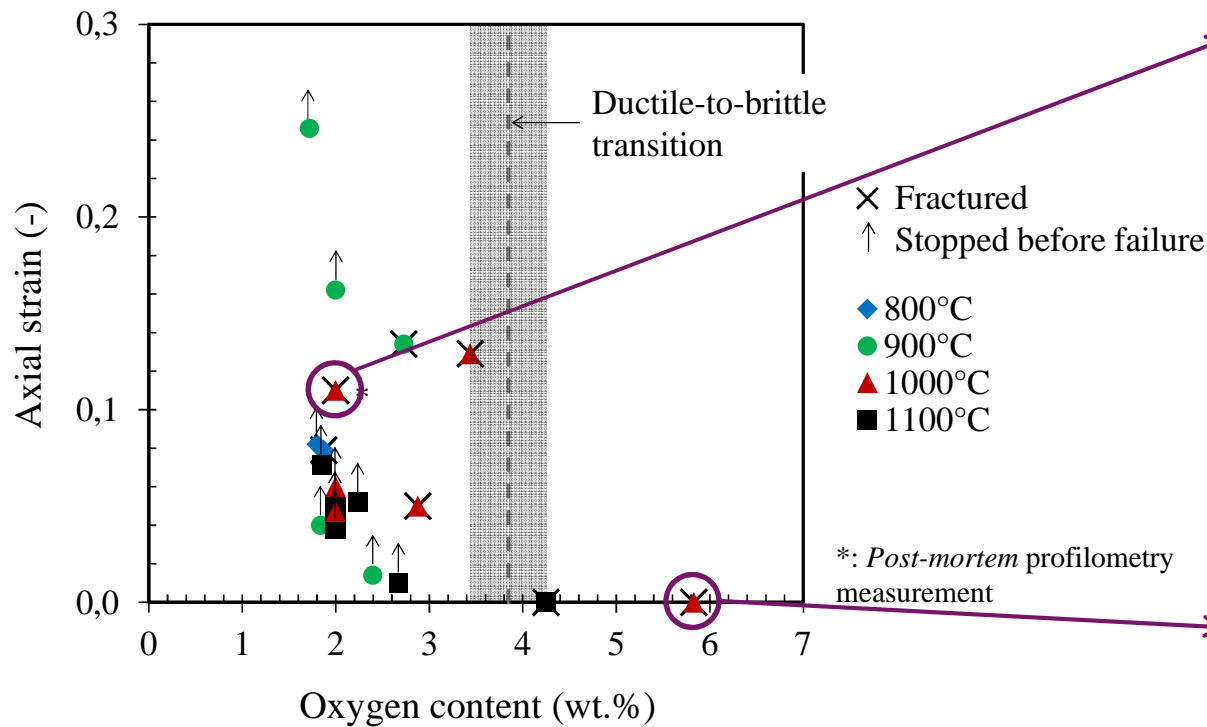 0,3
0,2
0,1
0,0
Axial strain (-)
0
1
2
3
4
5
6
7
Oxygen content (wt.%)
Ductile-to-brittle
transition
*
Fractured
Stopped before failure
800°C
900°C
1000°C
1100°C
*: Post-mortem profilometry
measurement